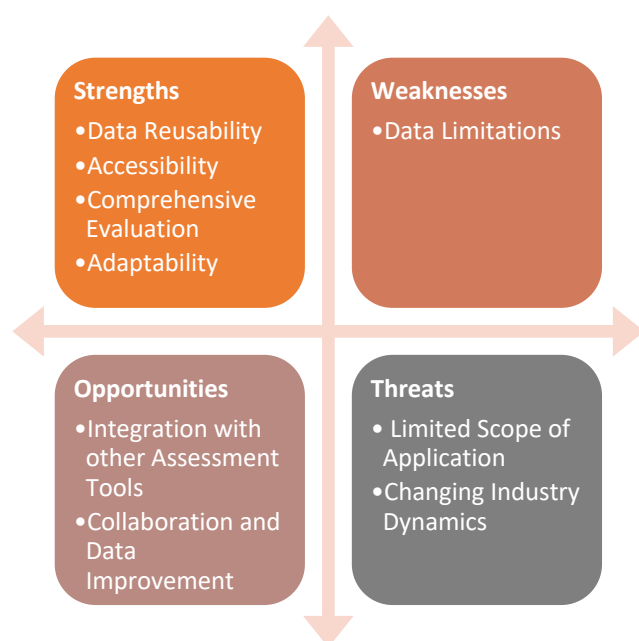 Strengths
•Data Reusability
•Accessibility
•Comprehensive
Evaluation
•Adaptability
Weaknesses
•Data Limitations
Opportunities
•Integration with
other Assessment
Tools
•Collaboration and
Data
Improvement
Threats
• Limited Scope of
Application
•Changing Industry
Dynamics